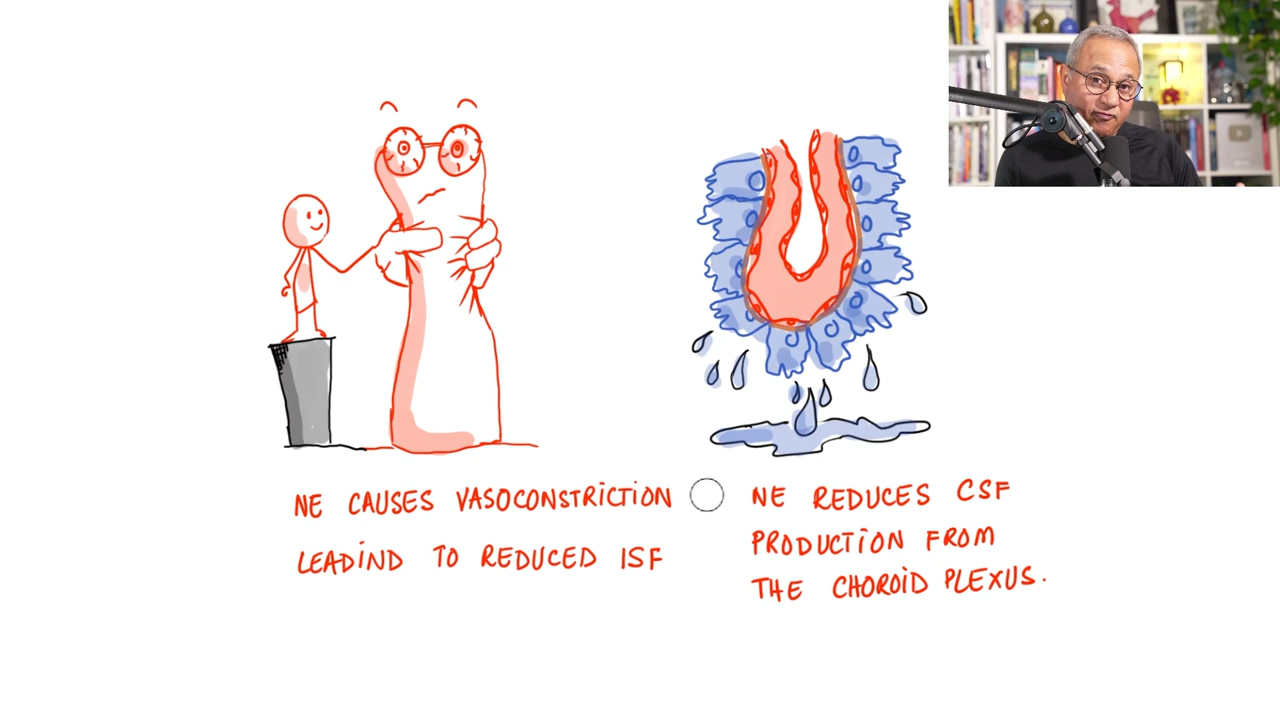 NE CAUSES VASOCONSTRICTION
LEADIND TO REDUCED ISF
NE REDUCES CSF
PRODUCTION FROM
THE CHOROID PLEXUS.